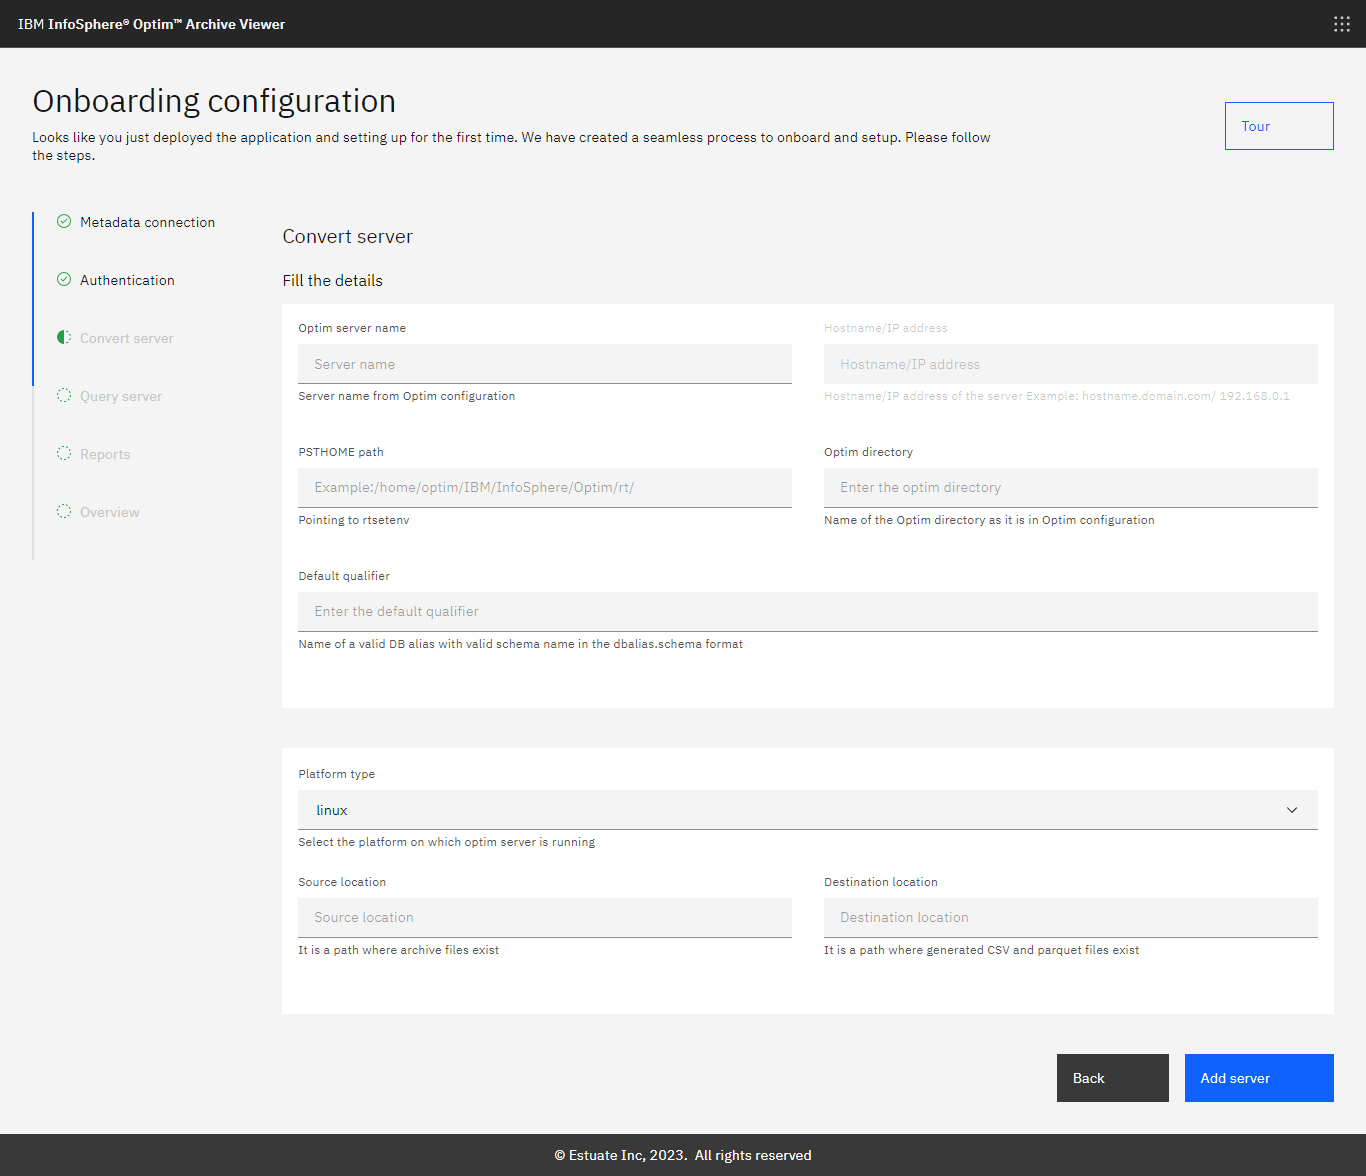 IBM InfoSphere® Optim™ Archive Viewer
Onboarding configuration
Looks like you just deployed the application and setting up for the first time. We have created a seamless process to onboard and setup. Please follow
the steps.
Tour
Metadata connection
Authentication
Convert server
Query server
Reports
Overview
Convert server
Fill the details
Optim server name
Server name
Server name from Optim configuration
Hostname/IP address
Hostname/IP address
Hostname/IP address of the server Example: hostname.domain.com/ 192.168.0.1
PSTHOME path
Example:/home/optim/IBM/InfoSphere/Optim/rt/
Pointing to rtsetenv
Optim directory
Enter the optim directory
Name of the Optim directory as it is in Optim configuration
Default qualifier
Enter the default qualifier
Name of a valid DB alias with valid schema name in the dbalias.schema format
Platform type
linux
Select the platform on which optim server is running
Source location
Source location
It is a path where archive files exist
Destination location
Destination location
It is a path where generated CSV and parquet files exist
Back
Add server
© Estuate Inc, 2023.  All rights reserved